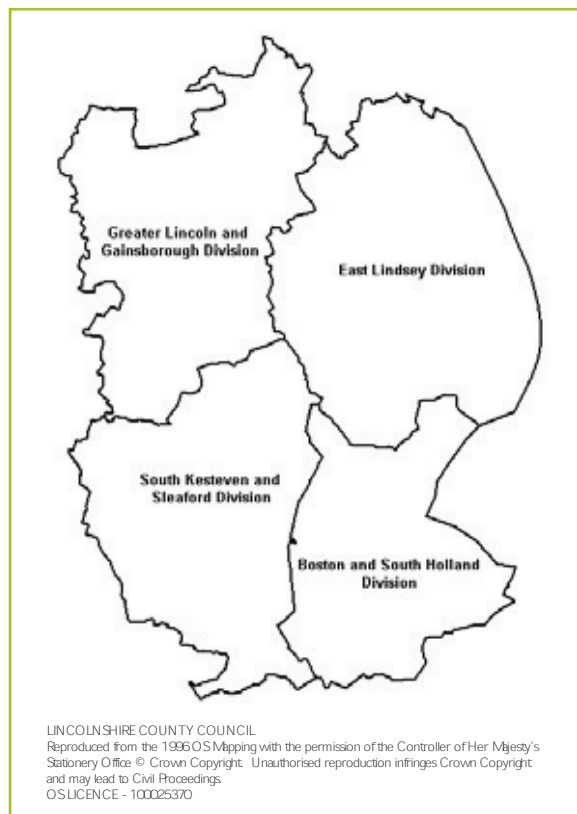 Greater Lincoln and
Gainsborough Division
East Lindsey Division
South Kesteven and
Sleaford Division
Boston and South Holland
Division
LINCOLNSHIRE COUNTY COUNCIL
Reproduced from the 1996 OS Mapping with the permission of the Controller of Her Majesty's
Stationery Office © Crown Copyright. Unauthorised reproduction infringes Crown Copyright
and may lead to Civil Proceedings.
OS LICENCE - 100025370